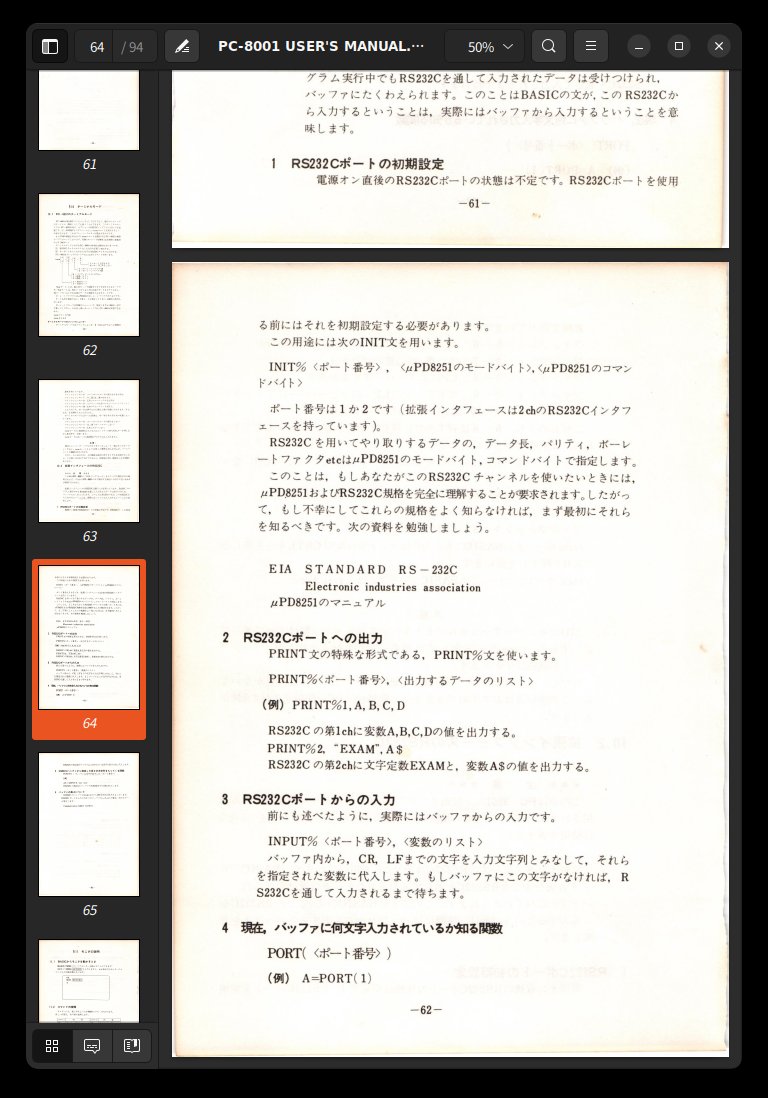 64 / 94 PC-8001 USER'S MANUAL.… 50%
61
62
63
64
65
グラム実行中でもRS232Cを通して入力されたデータは受けつけられ,
バッファにたくわえられます。このことはBASICの文が,この RS232Cか
ら入力するということは,実際にはバッファから入力するということを意
味します。
1 RS232Cポートの初期設定
電源オン直後のRS232Cポートの状態は不定です。RS232Cポートを使用
—61—
る前にはそれを初期設定する必要があります。
この用途には次のINIT文を用います。
INIT% 〈ポート番号〉, 〈μPD8251のモードバイト〉,〈μPD8251のコマン
ドバイト〉
ポート番号は1か2です(拡張インタフェースは2chのRS232Cインタフ
ェースを持っています)。
RS232C を用いてやり取りするデータの,データ長,パリティ,ボーレ
ートファクタetcはμPD8251のモードバイト,コマンドバイトで指定します。
このことは,もしあなたがこのRS232C チャンネルを使いたいときには,
μPD8251およびRS232C規格を完全に理解することが要求されます。したがっ
て,もし不幸にしてこれらの規格をよく知らなければ,まず最初にそれら
を知るべきです。次の資料を勉強しましょう。
EIA STANDARD RS-232C
Electronic industries association
μPD8251のマニュアル
2 RS232Cポートへの出力
PRINT文の特殊な形式である,PRINT%文を使います。
PRINT%〈ポート番号〉,〈出力するデータのリスト〉
(例) PRINT%1, A, B, C, D
RS232C の第1chに変数A,B,C,Dの値を出力する。
PRINT%2, "EXAM", A$
RS232C の第2chに文字定数EXAMと,変数A$の値を出力する。
3 RS232Cポートからの入力
前にも述べたように,実際にはバッファからの入力です。
INPUT% 〈ポート番号〉,〈変数のリスト〉
バッファ内から,CR,LFまでの文字を入力文字列とみなして,それら
を指定された変数に代入します。もしバッファにこの文字がなければ,R
S232Cを通して入力されるまで待ちます。
4 現在,バッファに何文字入力されているか知る関数
PORT(〈ポート番号〉)
(例) A=PORT(1)
—62—